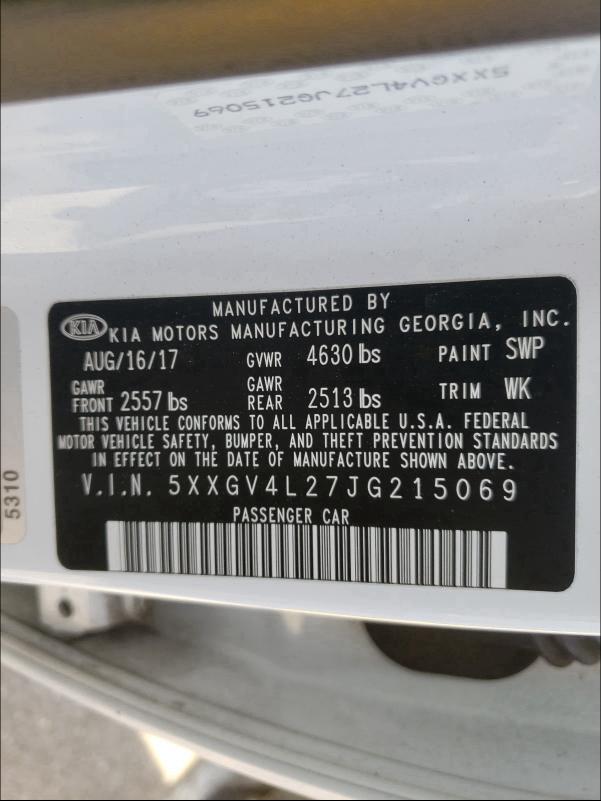 5XXGV4L27JG215069
MANUFACTURED BY
KIA KIA MOTORS MANUFACTURING GEORGIA, INC.
AUG/16/17 GVWR 4630 lbs PAINT SWP
GAWR FRONT 2557 lbs GAWR REAR 2513 lbs TRIM WK
THIS VEHICLE CONFORMS TO ALL APPLICABLE U.S.A. FEDERAL
MOTOR VEHICLE SAFETY, BUMPER, AND THEFT PREVENTION STANDARDS
IN EFFECT ON THE DATE OF MANUFACTURE SHOWN ABOVE.
V.I.N. 5XXGV4L27JG215069
PASSENGER CAR
5310